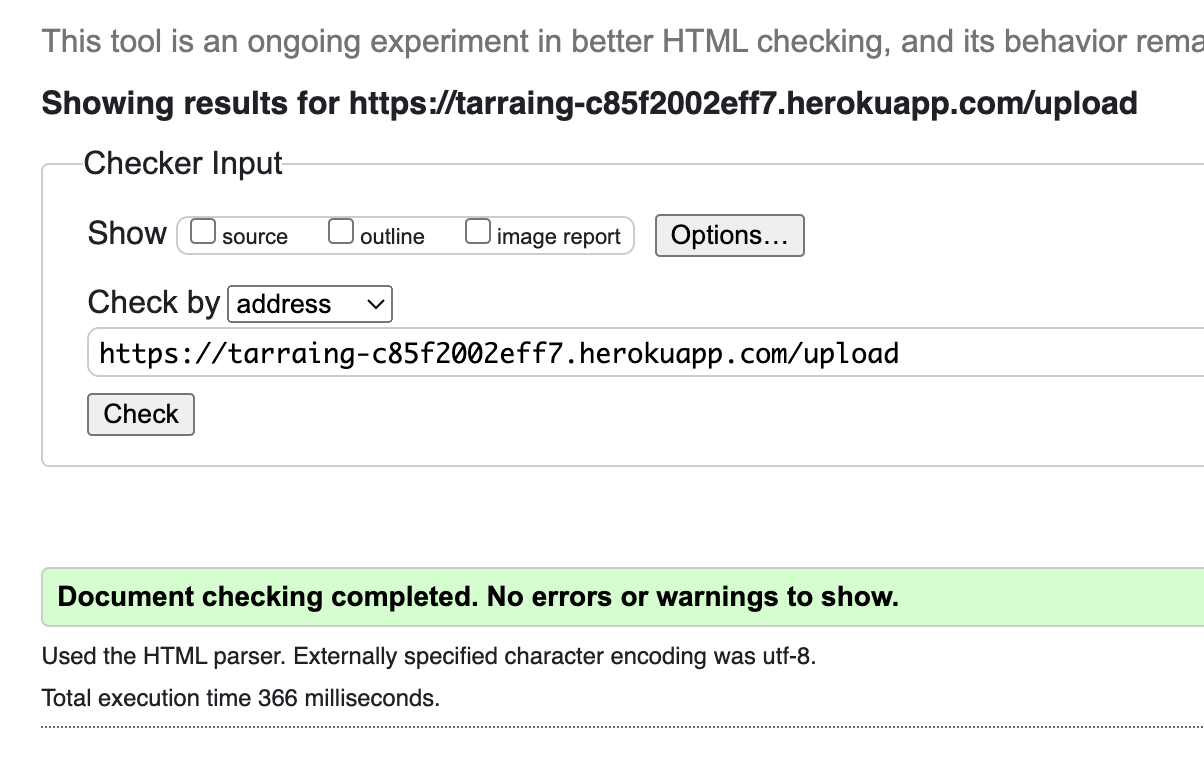 This tool is an ongoing experiment in better HTML checking, and its behavior rema
Showing results for https://tarraing-c85f2002eff7.herokuapp.com/upload
Checker Input
Show source outline image report Options…
Check by address
https://tarraing-c85f2002eff7.herokuapp.com/upload
Check
Document checking completed. No errors or warnings to show.
Used the HTML parser. Externally specified character encoding was utf-8.
Total execution time 366 milliseconds.